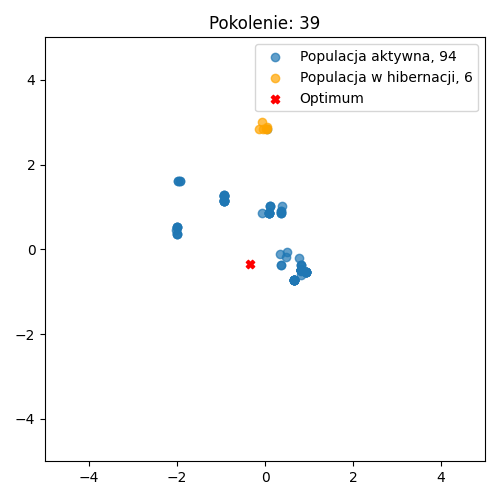 Pokolenie: 39
Populacja aktywna, 94
Populacja w hibernacji, 6
Optimum
4
2
0
−2
−4
−4 −2 0 2 4